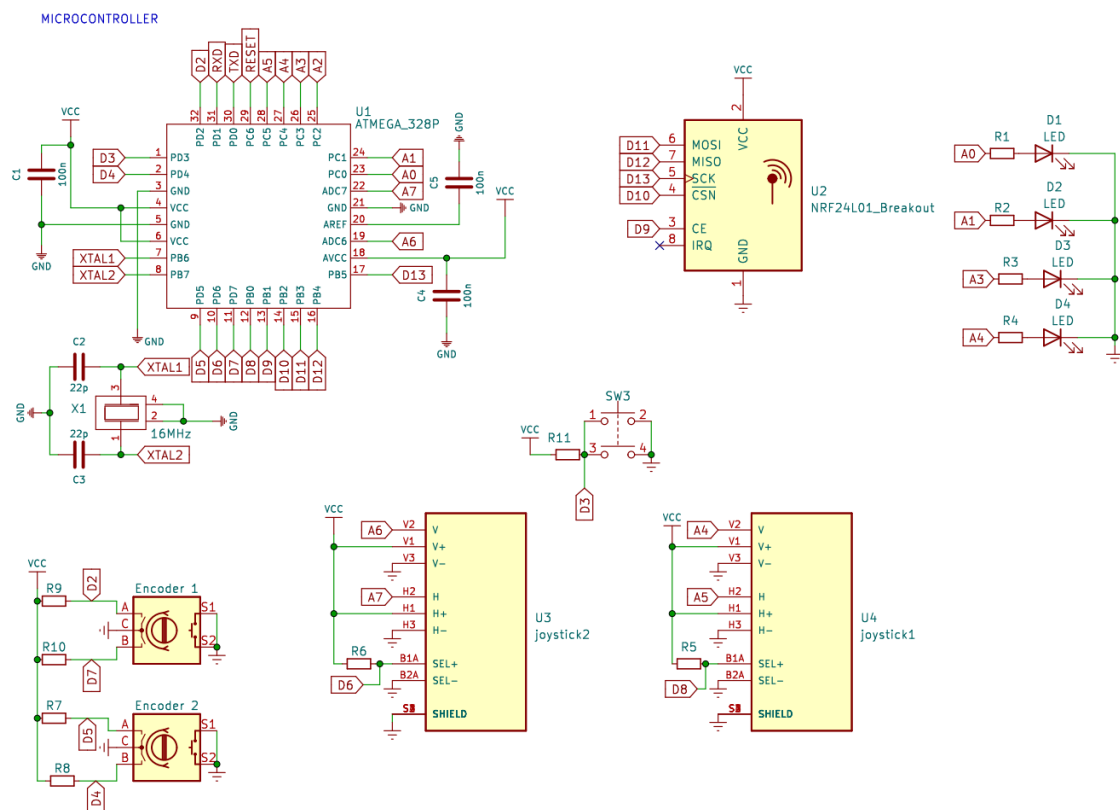 MICROCONTROLLER
D2
RXD
TXD
RESET
A5
A4
A3
A2
32
31
30
29
28
27
26
25
PD2
PD1
PD0
PC6
PC5
PC4
PC3
PC2
U1
ATMEGA_328P
VCC
C1
100n
GND
D3 1 PD3
D4 2 PD4
3 GND
4 VCC
5 GND
6 VCC
XTAL1 7 PB6
XTAL2 8 PB7
PC1 24 A1
PC0 23 A0
ADC7 22 A7
GND 21 GND
AREF 20
ADC6 19 A6
AVCC 18
PB5 17 D13
GND
C5
100n
VCC
C4
100n
GND
PD5
PD6
PD7
PB0
PB1
PB2
PB3
PB4
9
10
11
12
13
14
15
16
D5
D6
D7
D8
D9
D10
D11
D12
GND
C2
22p
XTAL1
GND
X1
3
4
2
1
GND
22p
16MHz
XTAL2
C3
VCC
2
VCC
D11 6 MOSI
D12 7 MISO
D13 5 SCK
D10 4 CSN
D9 3 CE
8 IRQ
GND
1
U2
NRF24L01_Breakout
A0 R1 D1
LED
A1 R2 D2
LED
A3 R3 D3
LED
A4 R4 D4
LED
SW3
1 2
3 4
VCC
R11
D3
VCC
A6 V2 V
V1 V+
V3 V-
A7 H2 H
H1 H+
H3 H-
R6 B1A SEL+
D6 B2A SEL-
SHIELD
U3
joystick2
VCC
A4 V2 V
V1 V+
V3 V-
A5 H2 H
H1 H+
H3 H-
R5 B1A SEL+
D8 B2A SEL-
SHIELD
U4
joystick1
VCC
R9
D2
Encoder 1
A S1
C
B S2
R10
D7
R7
D5
Encoder 2
A S1
C
B S2
R8
D4